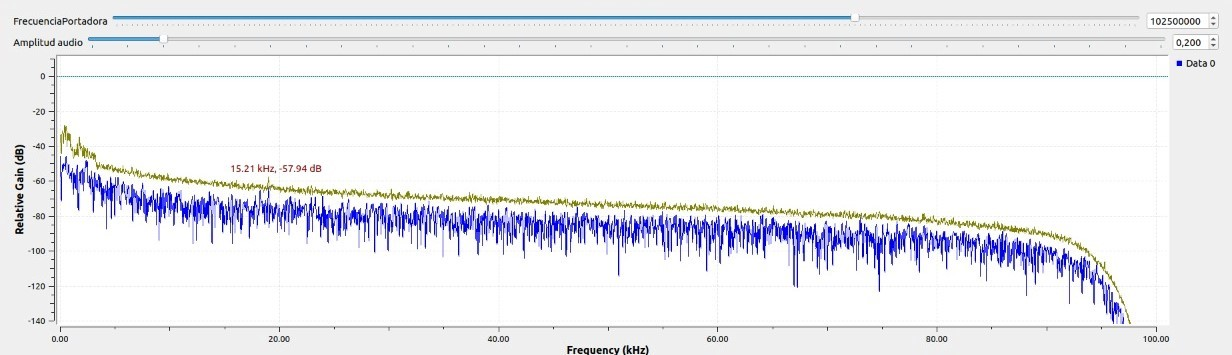 FrecuenciaPortadora 102500000
Amplitud audio 0,200
Data 0
0
-20
-40
15.21 kHz, -57.94 dB
-60
-80
-100
-120
-140
Relative Gain (dB)
0.00 20.00 40.00 60.00 80.00 100.00
Frequency (kHz)